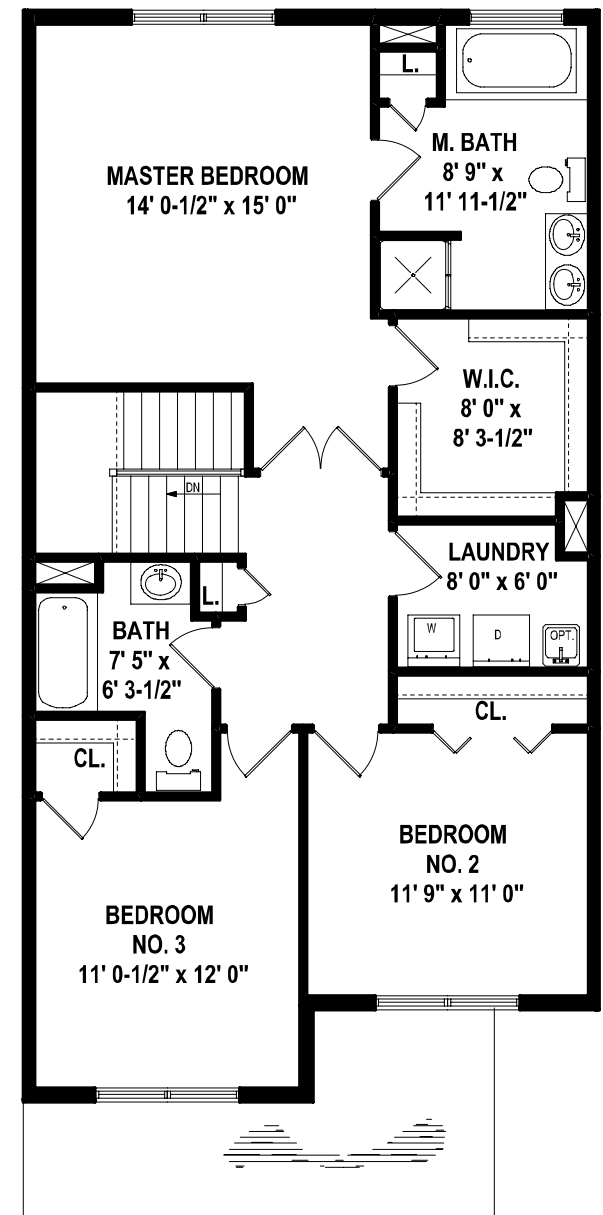 L.
M. BATH
8' 9" x
11' 11-1/2"
MASTER BEDROOM
14' 0-1/2" x 15' 0"
W.I.C.
8' 0" x
8' 3-1/2"
DN
LAUNDRY
8' 0" x 6' 0"
L.
W
D
OPT.
BATH
7' 5" x
6' 3-1/2"
CL.
CL.
BEDROOM
NO. 2
11' 9" x 11' 0"
BEDROOM
NO. 3
11' 0-1/2" x 12' 0"